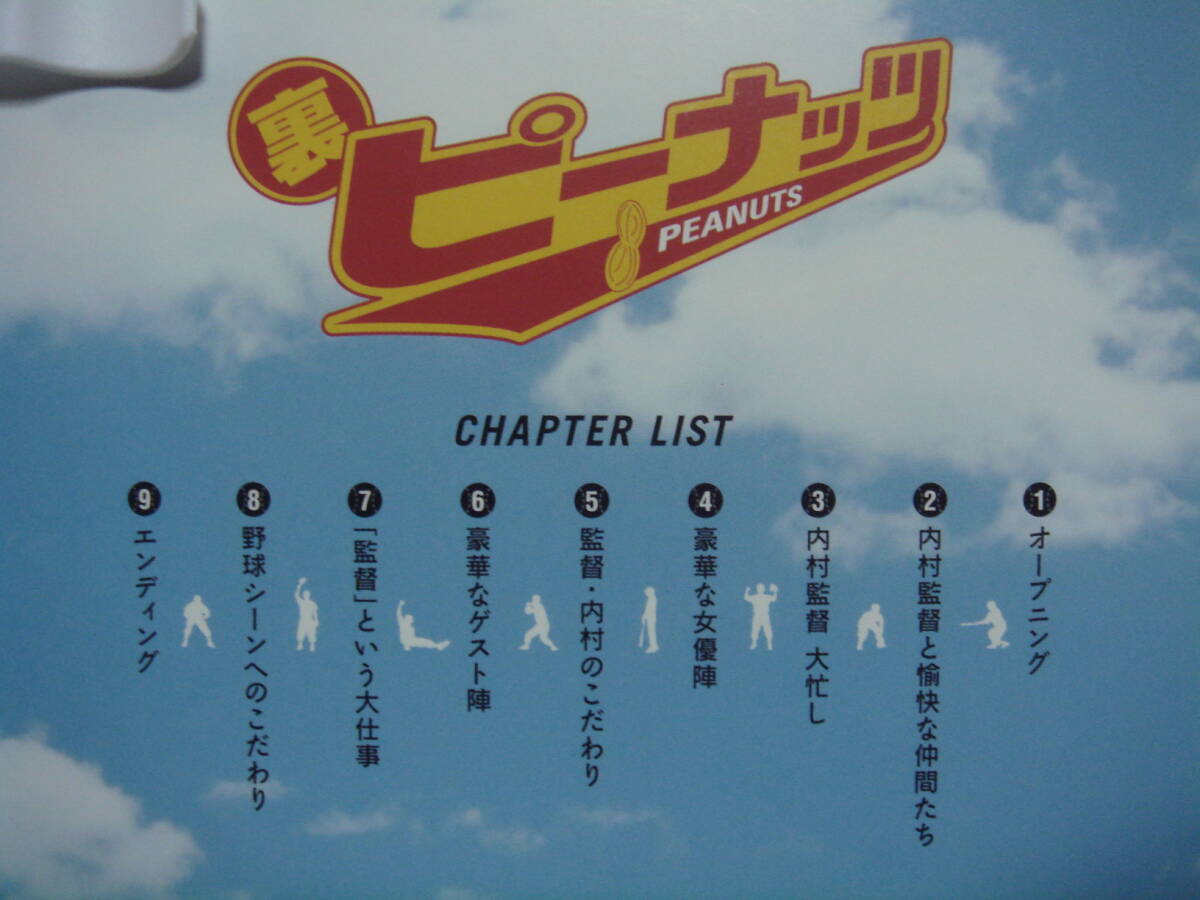 裏
ピーナッツ
PEANUTS
CHAPTER LIST
1 オープニング
2 内村監督と愉快な仲間たち
3 内村監督 大忙し
4 豪華な女優陣
5 監督・内村のこだわり
6 豪華なゲスト陣
7 「監督」という大仕事
8 野球シーンへのこだわり
9 エンディング